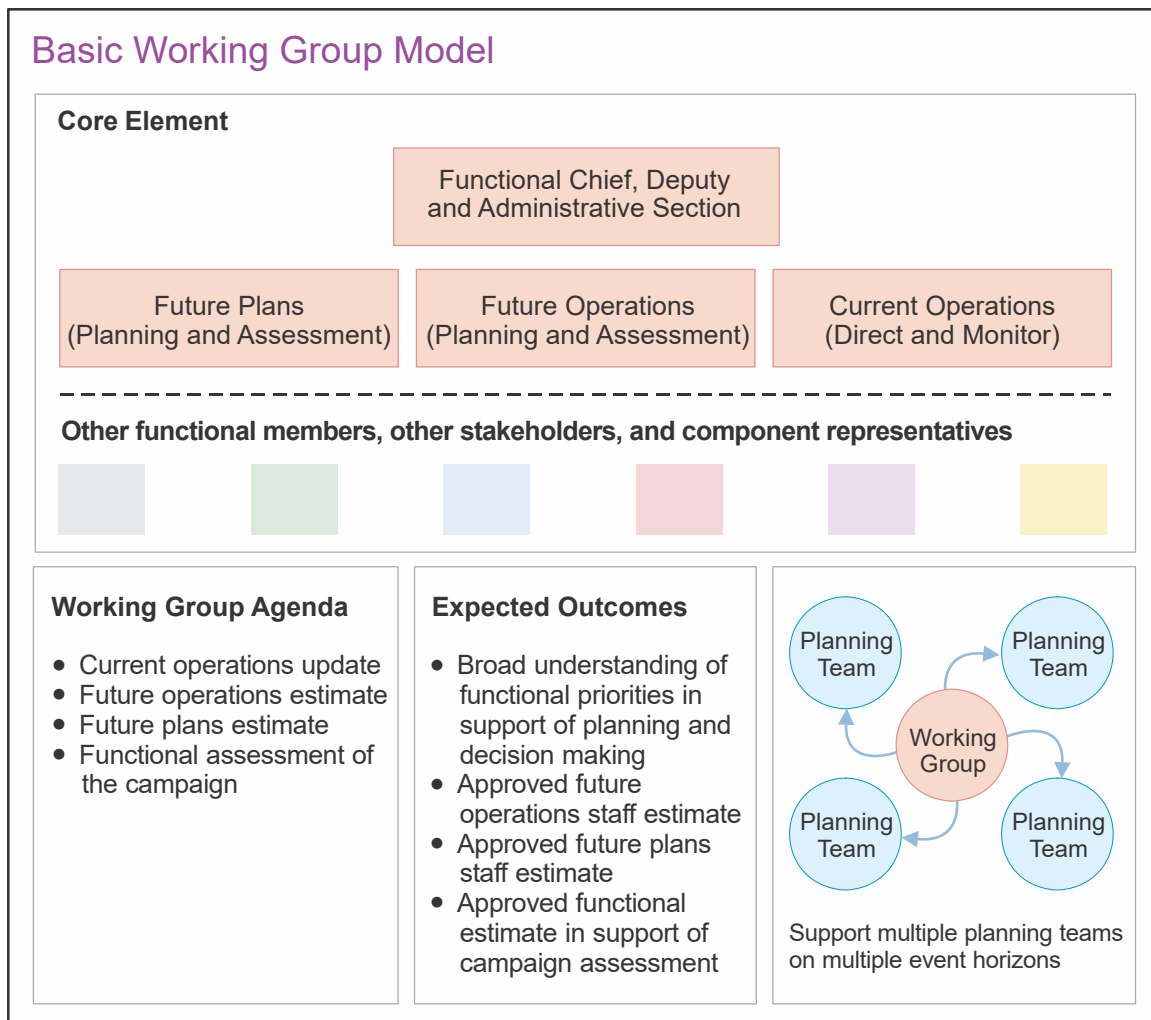 Basic Working Group Model
Core Element
Functional Chief, Deputy
and Administrative Section
Future Plans
(Planning and Assessment)
Future Operations
(Planning and Assessment)
Current Operations
(Direct and Monitor)
Other functional members, other stakeholders, and component representatives
Working Group Agenda
● Current operations update
● Future operations estimate
● Future plans estimate
● Functional assessment of
the campaign
Expected Outcomes
● Broad understanding of
functional priorities in
support of planning and
decision making
● Approved future
operations staff estimate
● Approved future plans
staff estimate
● Approved functional
estimate in support of
campaign assessment
Planning
Team
Planning
Team
Working
Group
Planning
Team
Planning
Team
Support multiple planning teams
on multiple event horizons